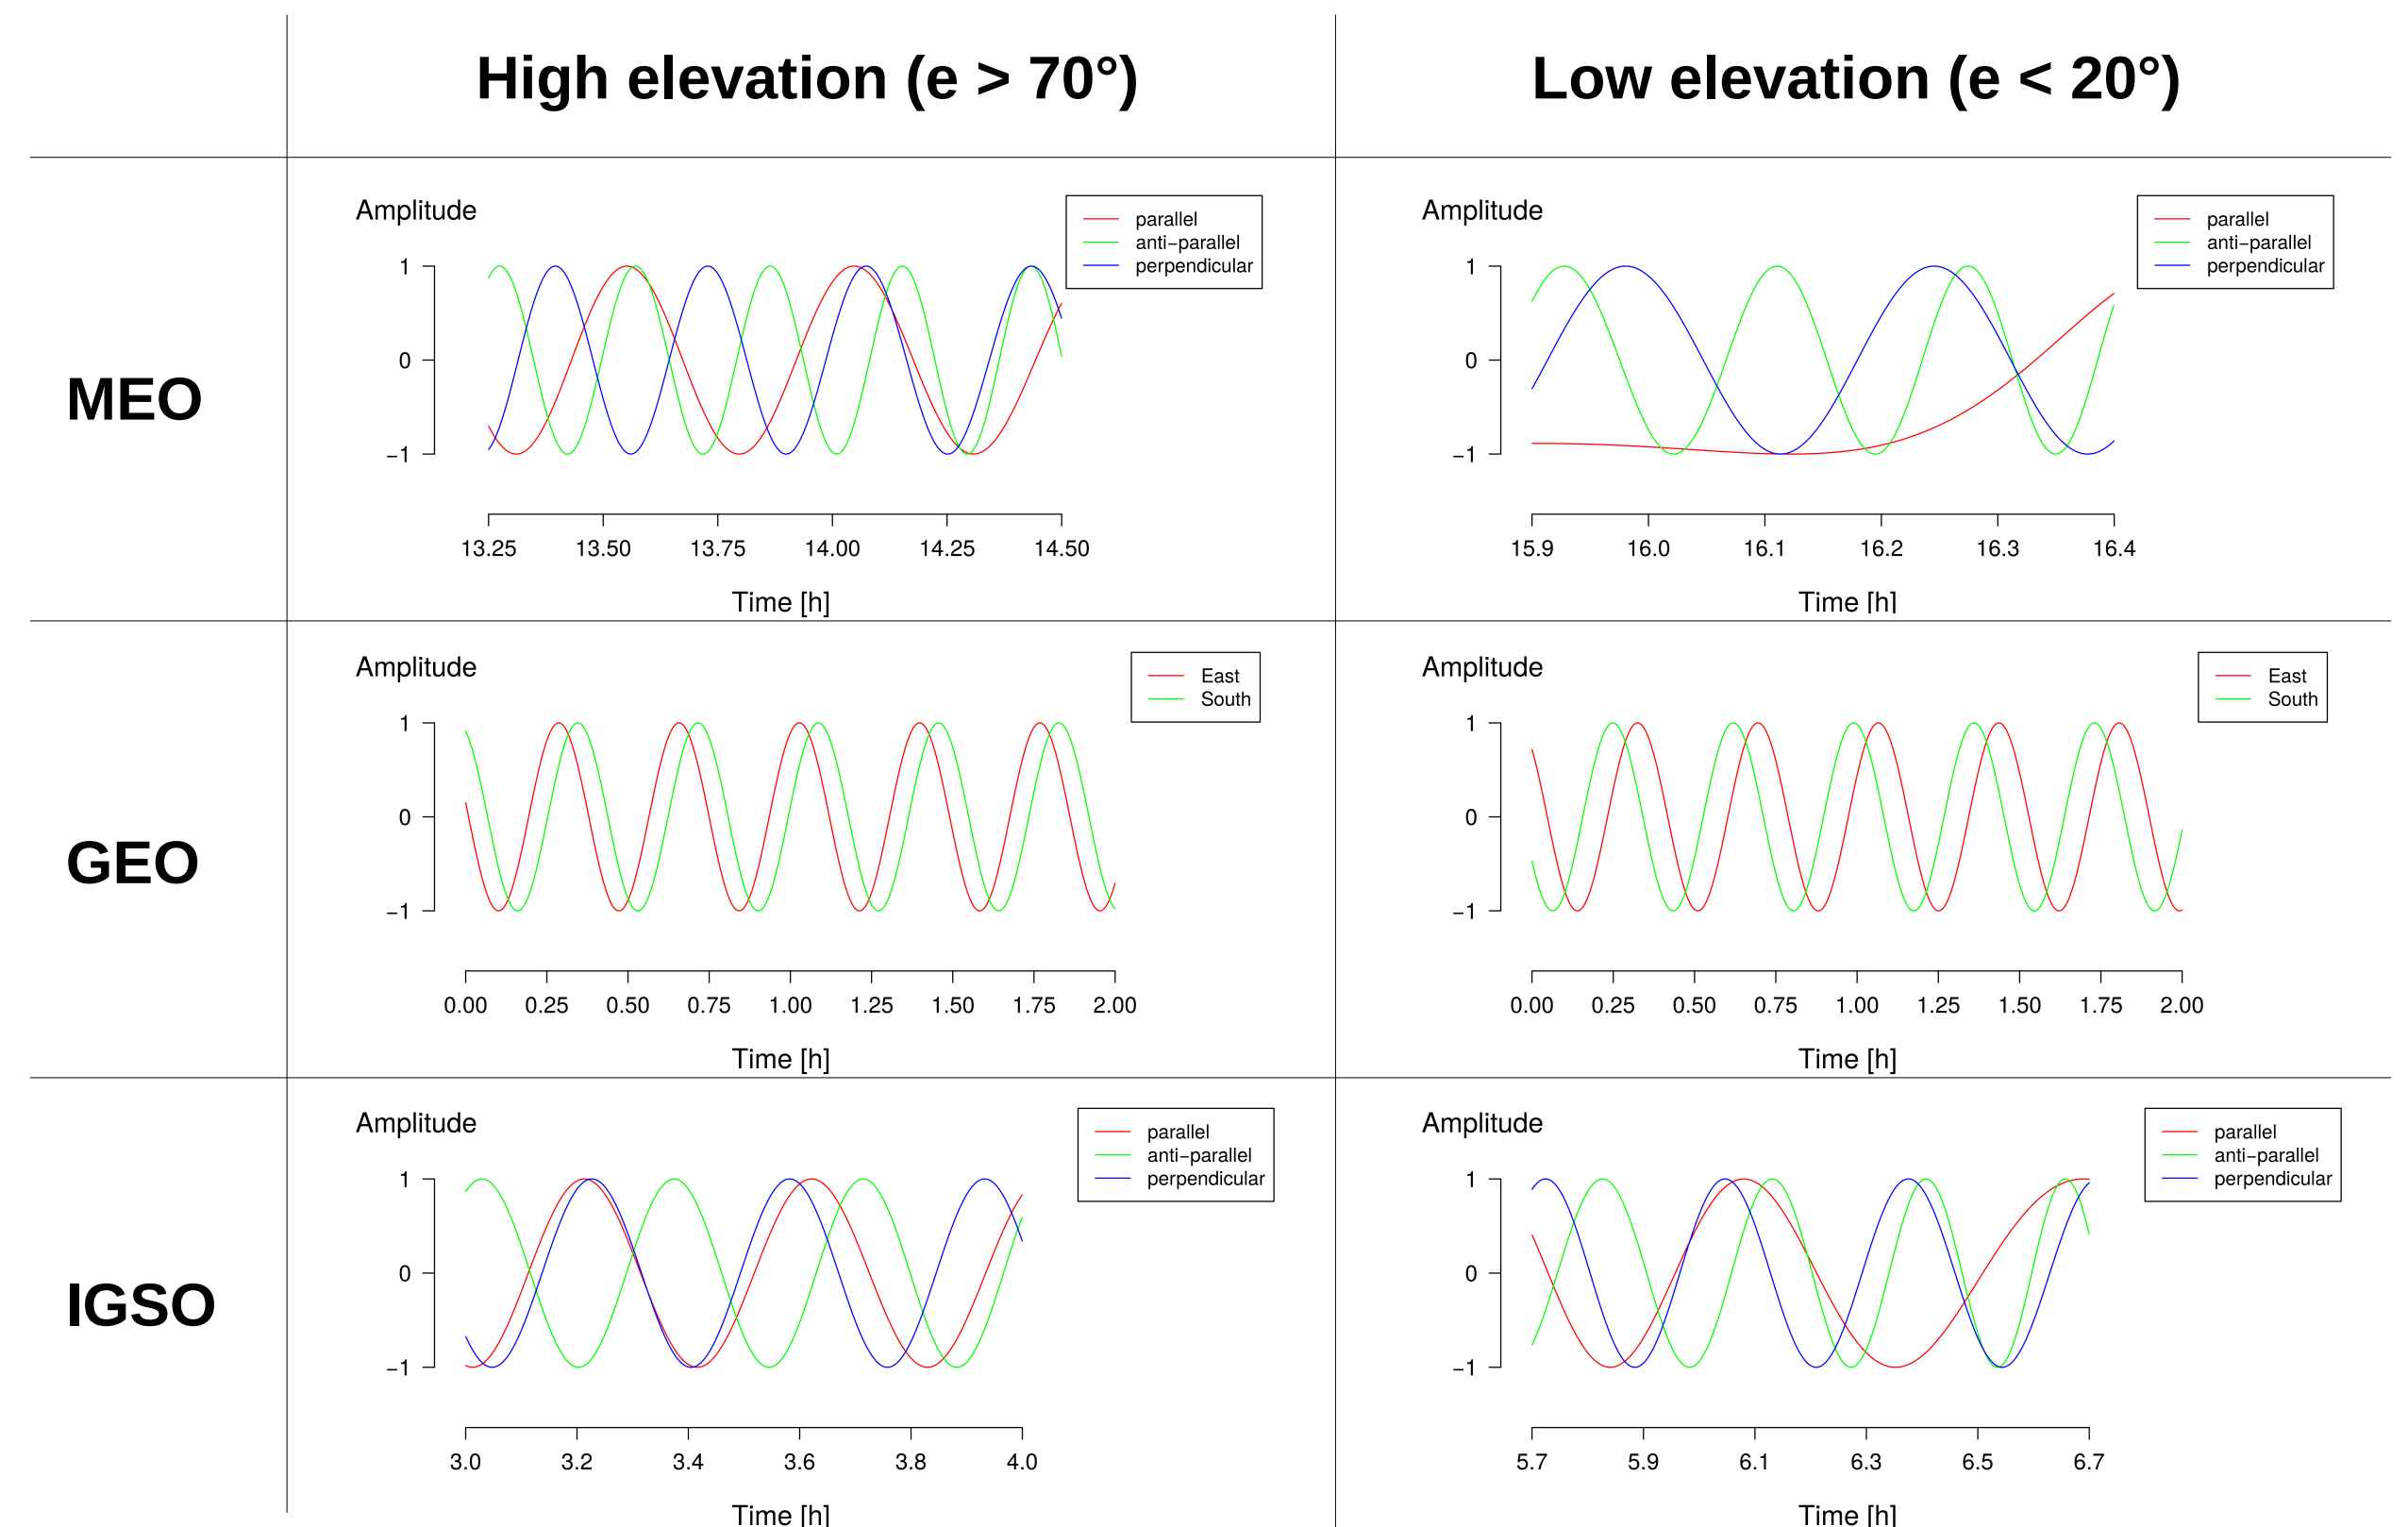 High elevation (e > 70°)
Low elevation (e < 20°)
MEO
Amplitude
parallel
anti−parallel
perpendicular
1
0
−1
13.25 13.50 13.75 14.00 14.25 14.50
Time [h]
Amplitude
parallel
anti−parallel
perpendicular
1
0
−1
15.9 16.0 16.1 16.2 16.3 16.4
Time [h]
GEO
Amplitude
East
South
1
0
−1
0.00 0.25 0.50 0.75 1.00 1.25 1.50 1.75 2.00
Time [h]
Amplitude
East
South
1
0
−1
0.00 0.25 0.50 0.75 1.00 1.25 1.50 1.75 2.00
Time [h]
IGSO
Amplitude
parallel
anti−parallel
perpendicular
1
0
−1
3.0 3.2 3.4 3.6 3.8 4.0
Time [h]
Amplitude
parallel
anti−parallel
perpendicular
1
0
−1
5.7 5.9 6.1 6.3 6.5 6.7
Time [h]